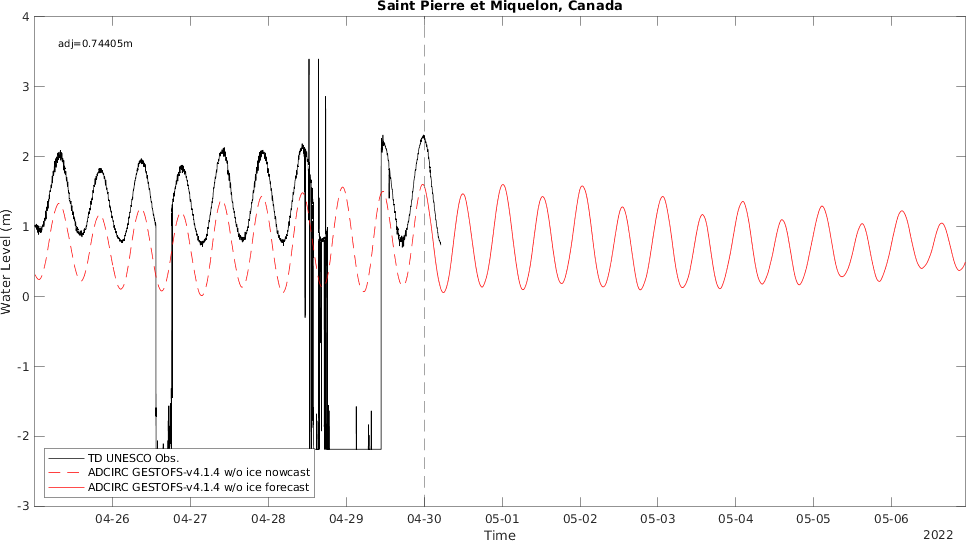 Saint Pierre et Miquelon, Canada
adj=0.74405m
4
3
2
1
0
-1
-2
-3
Water Level (m)
TD UNESCO Obs.
ADCIRC GESTOFS-v4.1.4 w/o ice nowcast
ADCIRC GESTOFS-v4.1.4 w/o ice forecast
04-26 04-27 04-28 04-29 04-30 05-01 05-02 05-03 05-04 05-05 05-06
Time
2022